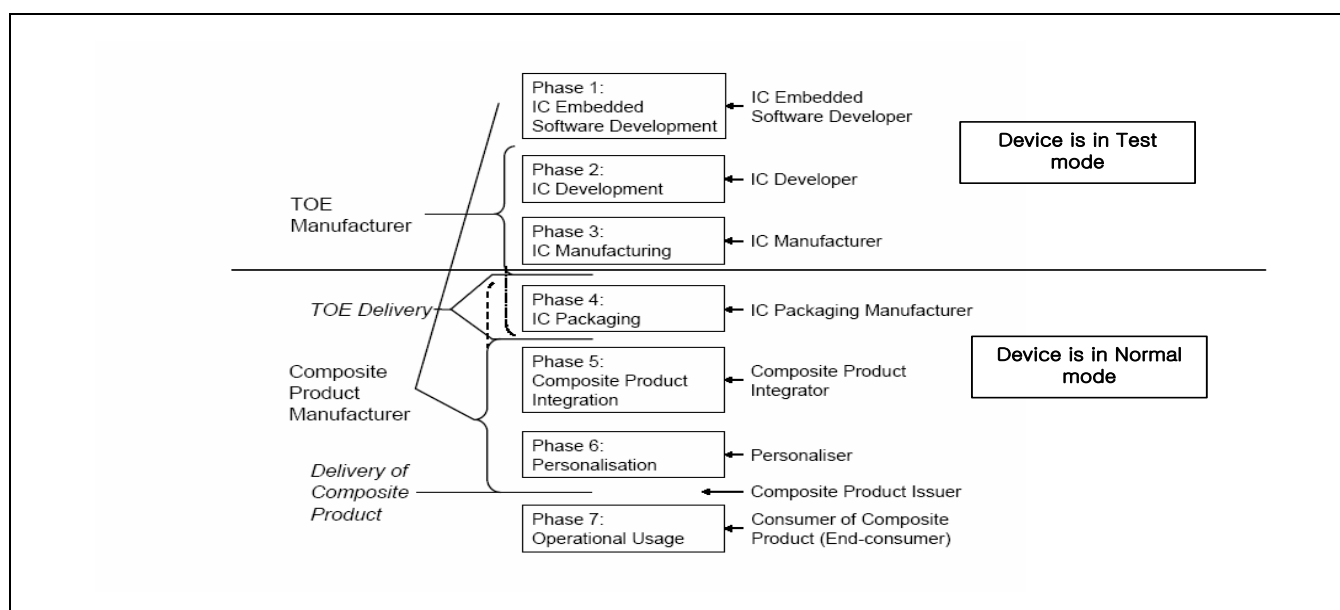 Phase 1:
IC Embedded
Software Development
IC Embedded
Software Developer
Device is in Test
mode
Phase 2:
IC Development
IC Developer
TOE
Manufacturer
Phase 3:
IC Manufacturing
IC Manufacturer
TOE Delivery
Phase 4:
IC Packaging
IC Packaging Manufacturer
Device is in Normal
mode
Composite
Product
Manufacturer
Phase 5:
Composite Product
Integration
Composite Product
Integrator
Phase 6:
Personalisation
Personaliser
Delivery of
Composite
Product
Composite Product Issuer
Phase 7:
Operational Usage
Consumer of Composite
Product (End-consumer)